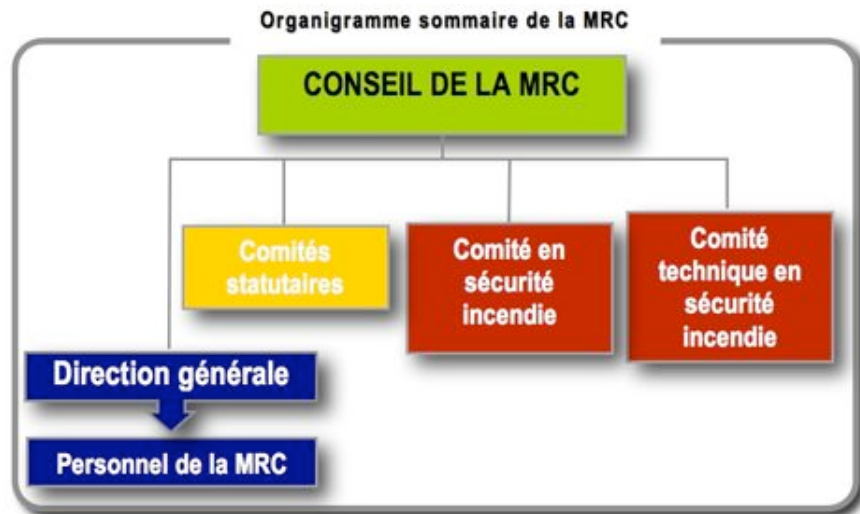 Organigramme sommaire de la MRC
CONSEIL DE LA MRC
Comités
statutaires
Comité en
sécurité
incendie
Comité
technique en
sécurité
incendie
Direction générale
Personnel de la MRC